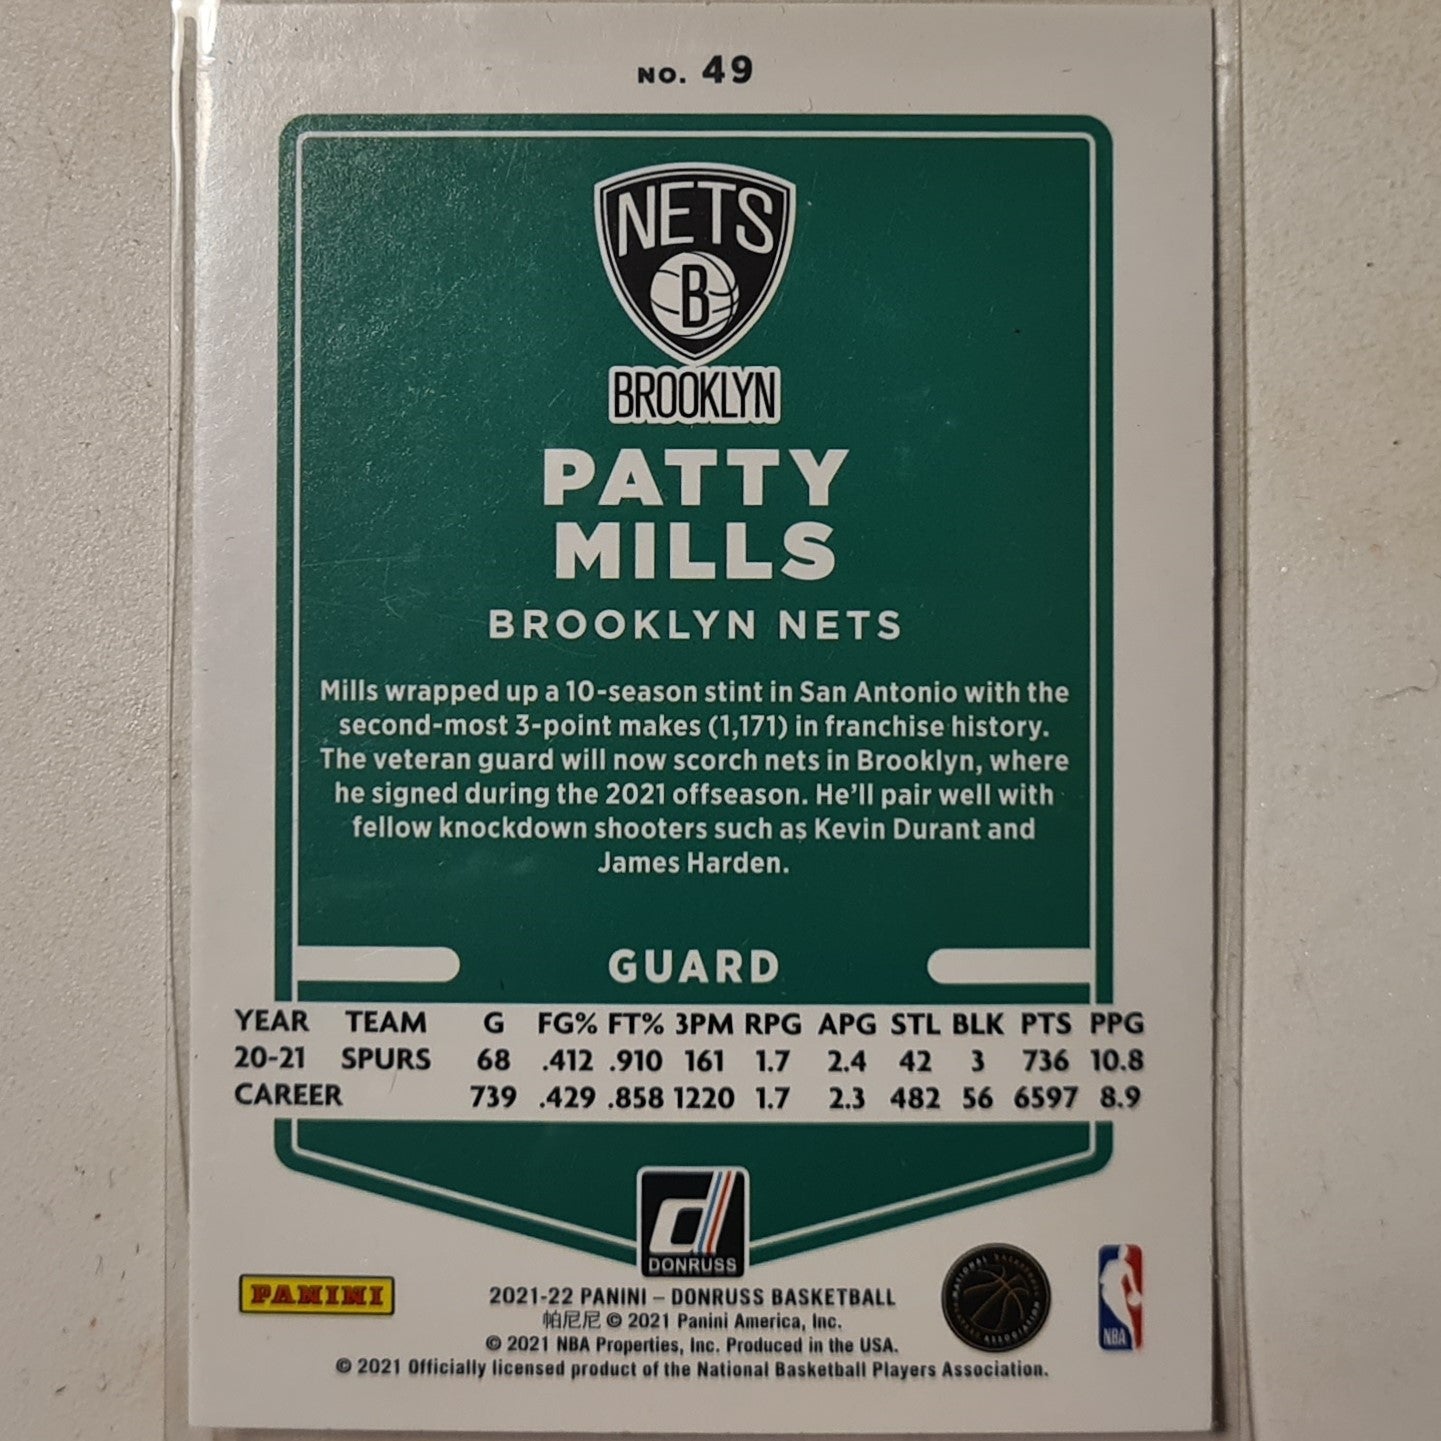 NO. 49
NETS
B
BROOKLYN
PATTY
MILLS
BROOKLYN NETS
Mills wrapped up a 10-season stint in San Antonio with the
second-most 3-point makes (1,171) in franchise history.
The veteran guard will now scorch nets in Brooklyn, where
he signed during the 2021 offseason. He'll pair well with
fellow knockdown shooters such as Kevin Durant and
James Harden.
GUARD
YEAR TEAM G FG% FT% 3PM RPG APG STL BLK PTS PPG
20-21 SPURS 68 .412 .910 161 1.7 2.4 42 3 736 10.8
CAREER 739 .429 .858 1220 1.7 2.3 482 56 6597 8.9
d
DONRUSS
PANINI
2021-22 PANINI – DONRUSS BASKETBALL
帕尼尼 © 2021 Panini America, Inc.
© 2021 NBA Properties, Inc. Produced in the USA.
© 2021 Officially licensed product of the National Basketball Players Association.
NATIONAL BASKETBALL PLAYERS ASSOCIATION
NBA